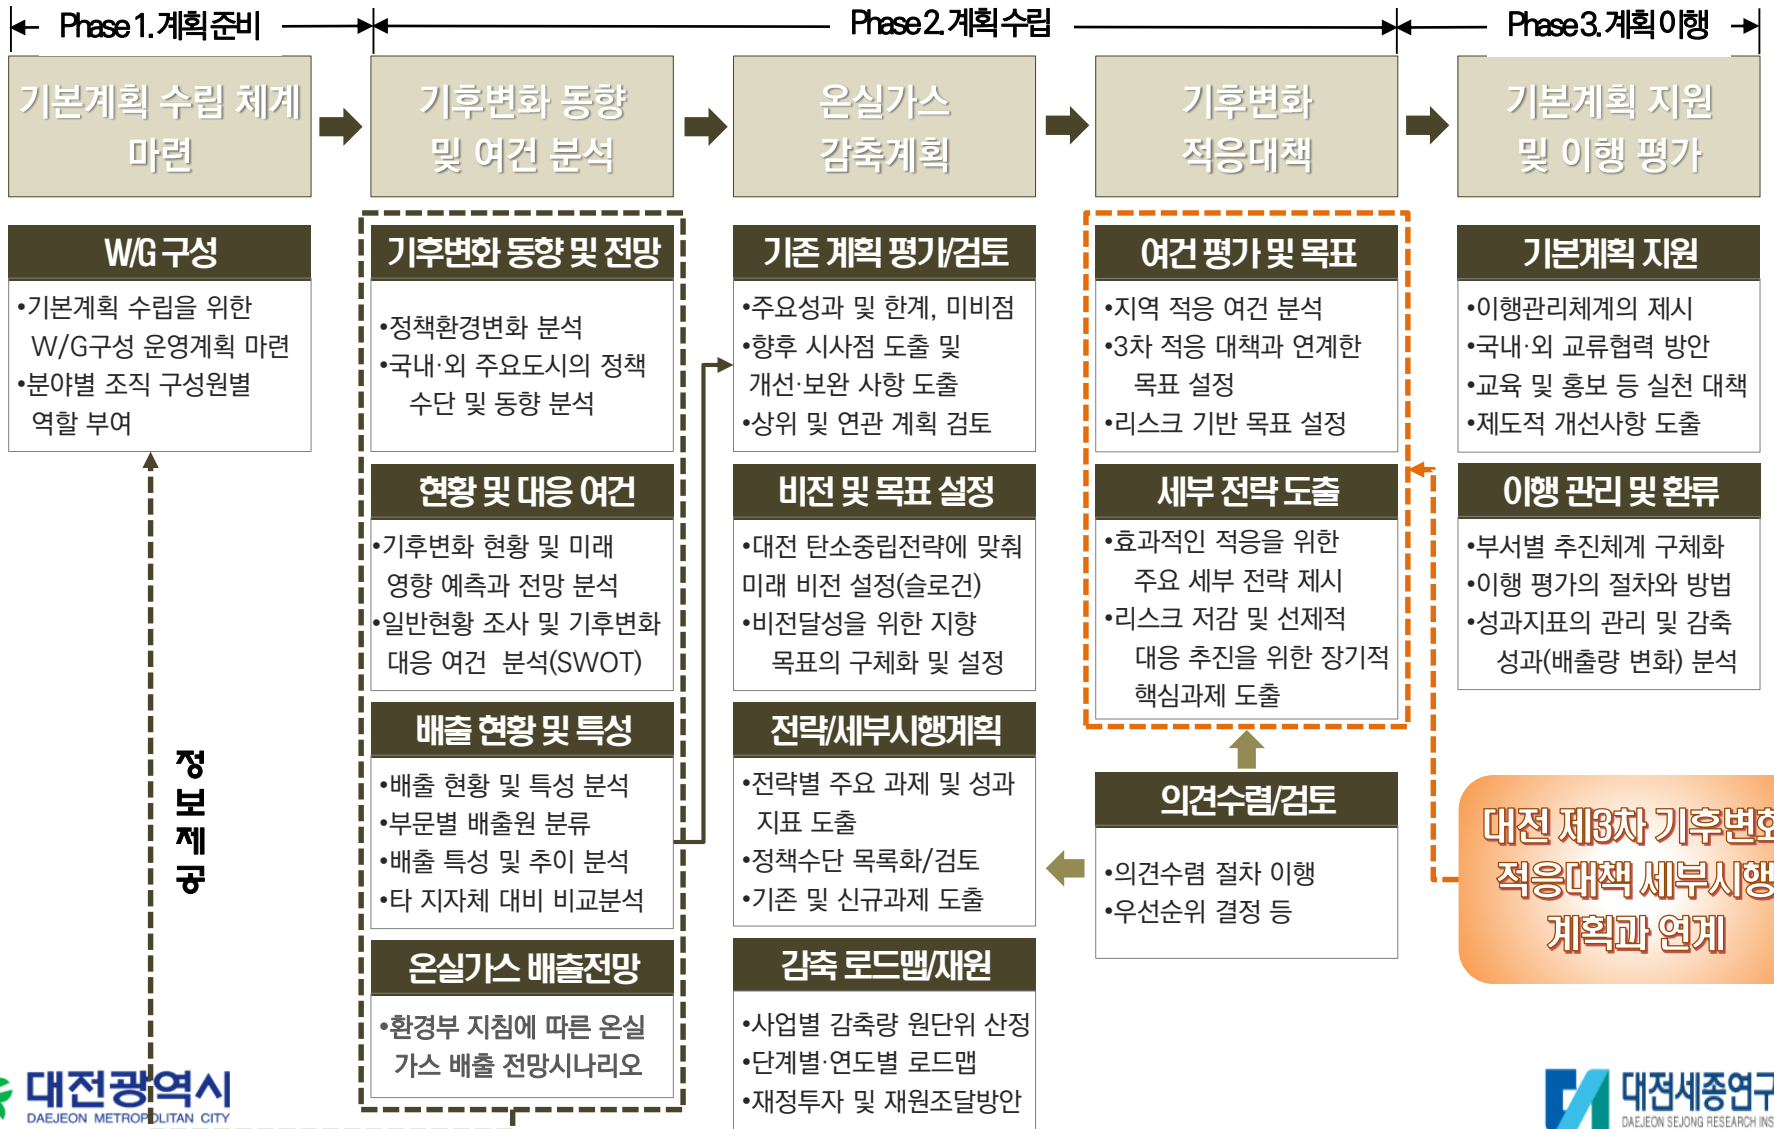 Phase 1. 계획 준비
Phase 2. 계획 수립
Phase 3. 계획 이행
기본계획 수립 체계
마련
기후변화 동향
및 여건 분석
온실가스
감축계획
기후변화
적응대책
기본계획 지원
및 이행 평가
W/G 구성
•기본계획 수립을 위한
W/G구성 운영계획 마련
•분야별 조직 구성원별
역할 부여
정보제공
기후변화 동향 및 전망
•정책환경변화 분석
•국내·외 주요도시의 정책
수단 및 동향 분석
현황 및 대응 여건
•기후변화 현황 및 미래
영향 예측과 전망 분석
•일반현황 조사 및 기후변화
대응 여건 분석(SWOT)
배출 현황 및 특성
•배출 현황 및 특성 분석
•부문별 배출원 분류
•배출 특성 및 추이 분석
•타 지자체 대비 비교분석
온실가스 배출전망
•환경부 지침에 따른 온실
가스 배출 전망시나리오
기존 계획 평가/검토
•주요성과 및 한계, 미비점
•향후 시사점 도출 및
개선·보완 사항 도출
•상위 및 연관 계획 검토
비전 및 목표 설정
•대전 탄소중립전략에 맞춰
미래 비전 설정(슬로건)
•비전달성을 위한 지향
목표의 구체화 및 설정
전략/세부시행계획
•전략별 주요 과제 및 성과
지표 도출
•정책수단 목록화/검토
•기존 및 신규과제 도출
감축 로드맵/재원
•사업별 감축량 원단위 산정
•단계별·연도별 로드맵
•재정투자 및 재원조달방안
여건 평가 및 목표
•지역 적응 여건 분석
•3차 적응 대책과 연계한
목표 설정
•리스크 기반 목표 설정
세부 전략 도출
•효과적인 적응을 위한
주요 세부 전략 제시
•리스크 저감 및 선제적
대응 추진을 위한 장기적
핵심과제 도출
의견수렴/검토
•의견수렴 절차 이행
•우선순위 결정 등
기본계획 지원
•이행관리체계의 제시
•국내·외 교류협력 방안
•교육 및 홍보 등 실천 대책
•제도적 개선사항 도출
이행 관리 및 환류
•부서별 추진체계 구체화
•이행 평가의 절차와 방법
•성과지표의 관리 및 감축
성과(배출량 변화) 분석
대전 제3차 기후변화
적응대책 세부시행
계획과 연계
대전광역시
DAEJEON METROPOLITAN CITY
대전세종연구
DAEJEON SEJONG RESEARCH INS